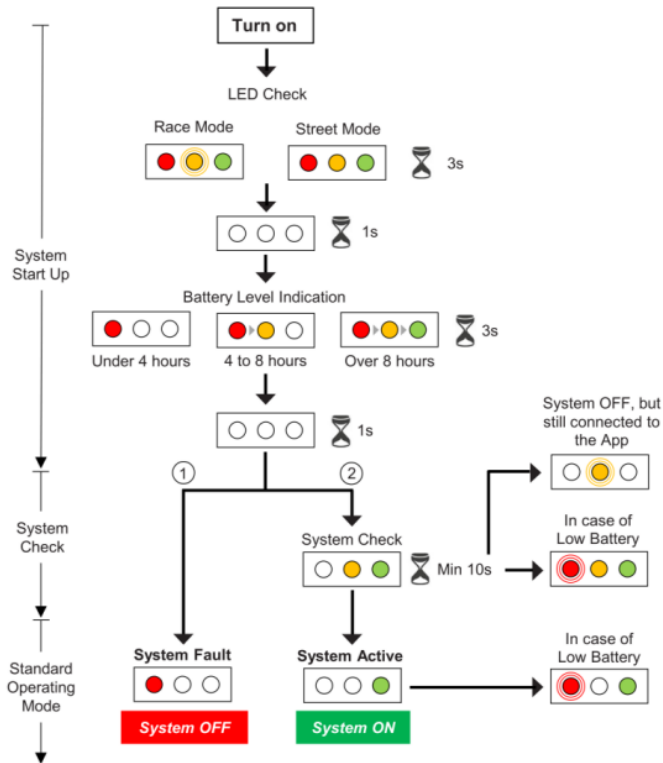 Turn on
LED Check
Race Mode
Street Mode
3s
1s
System
Start Up
Battery Level Indication
3s
Under 4 hours
4 to 8 hours
Over 8 hours
1s
System OFF, but
still connected to
the App
1
2
System
Check
System Check
Min 10s
In case of
Low Battery
Standard
Operating
Mode
System Fault
System Active
In case of
Low Battery
System OFF
System ON